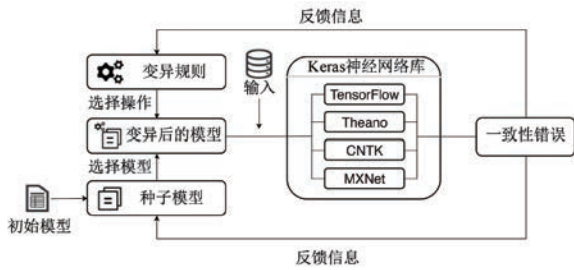 反馈信息
变异规则
选择操作
输入
Keras神经网络库
TensorFlow
Theano
CNTK
MXNet
变异后的模型
一致性错误
选择模型
种子模型
初始模型
反馈信息